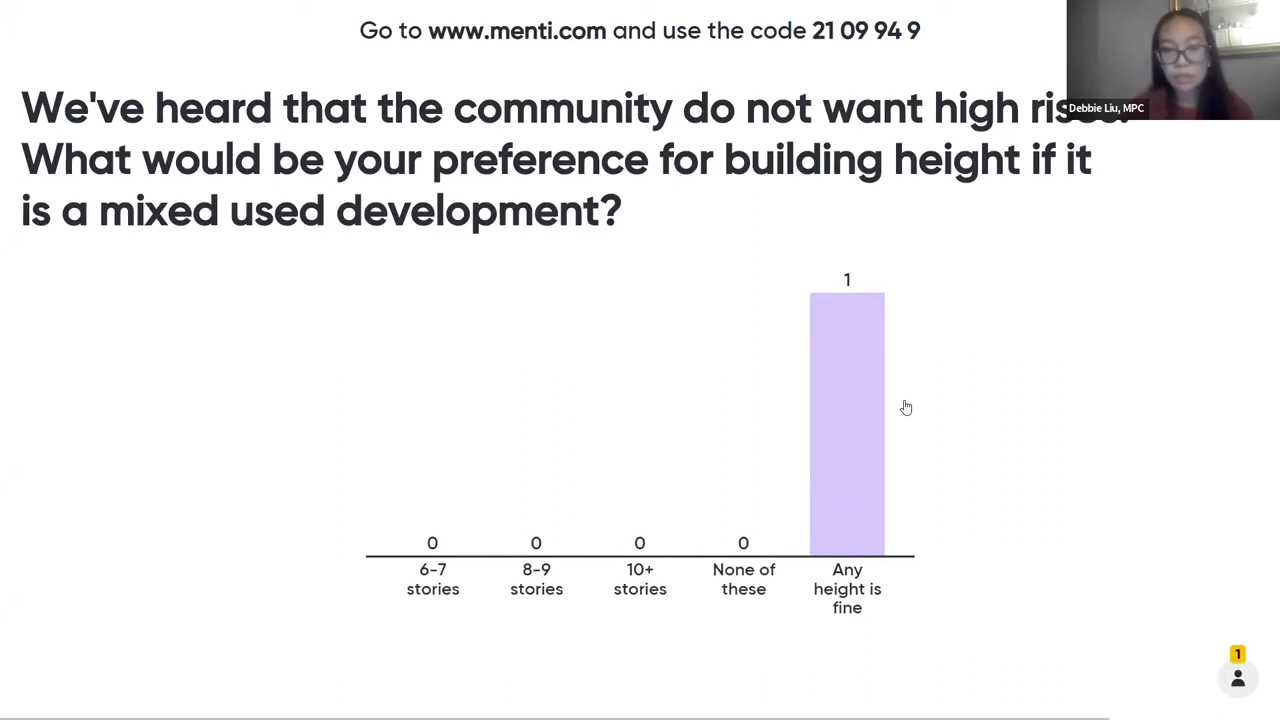 Go to www.menti.com and use the code 21 09 94 9
Debbie Liu, MPC
We've heard that the community do not want high rises.
What would be your preference for building height if it
is a mixed used development?
1
0
0
0
0
6-7
stories
8-9
stories
10+
stories
None of
these
Any
height is
fine
1